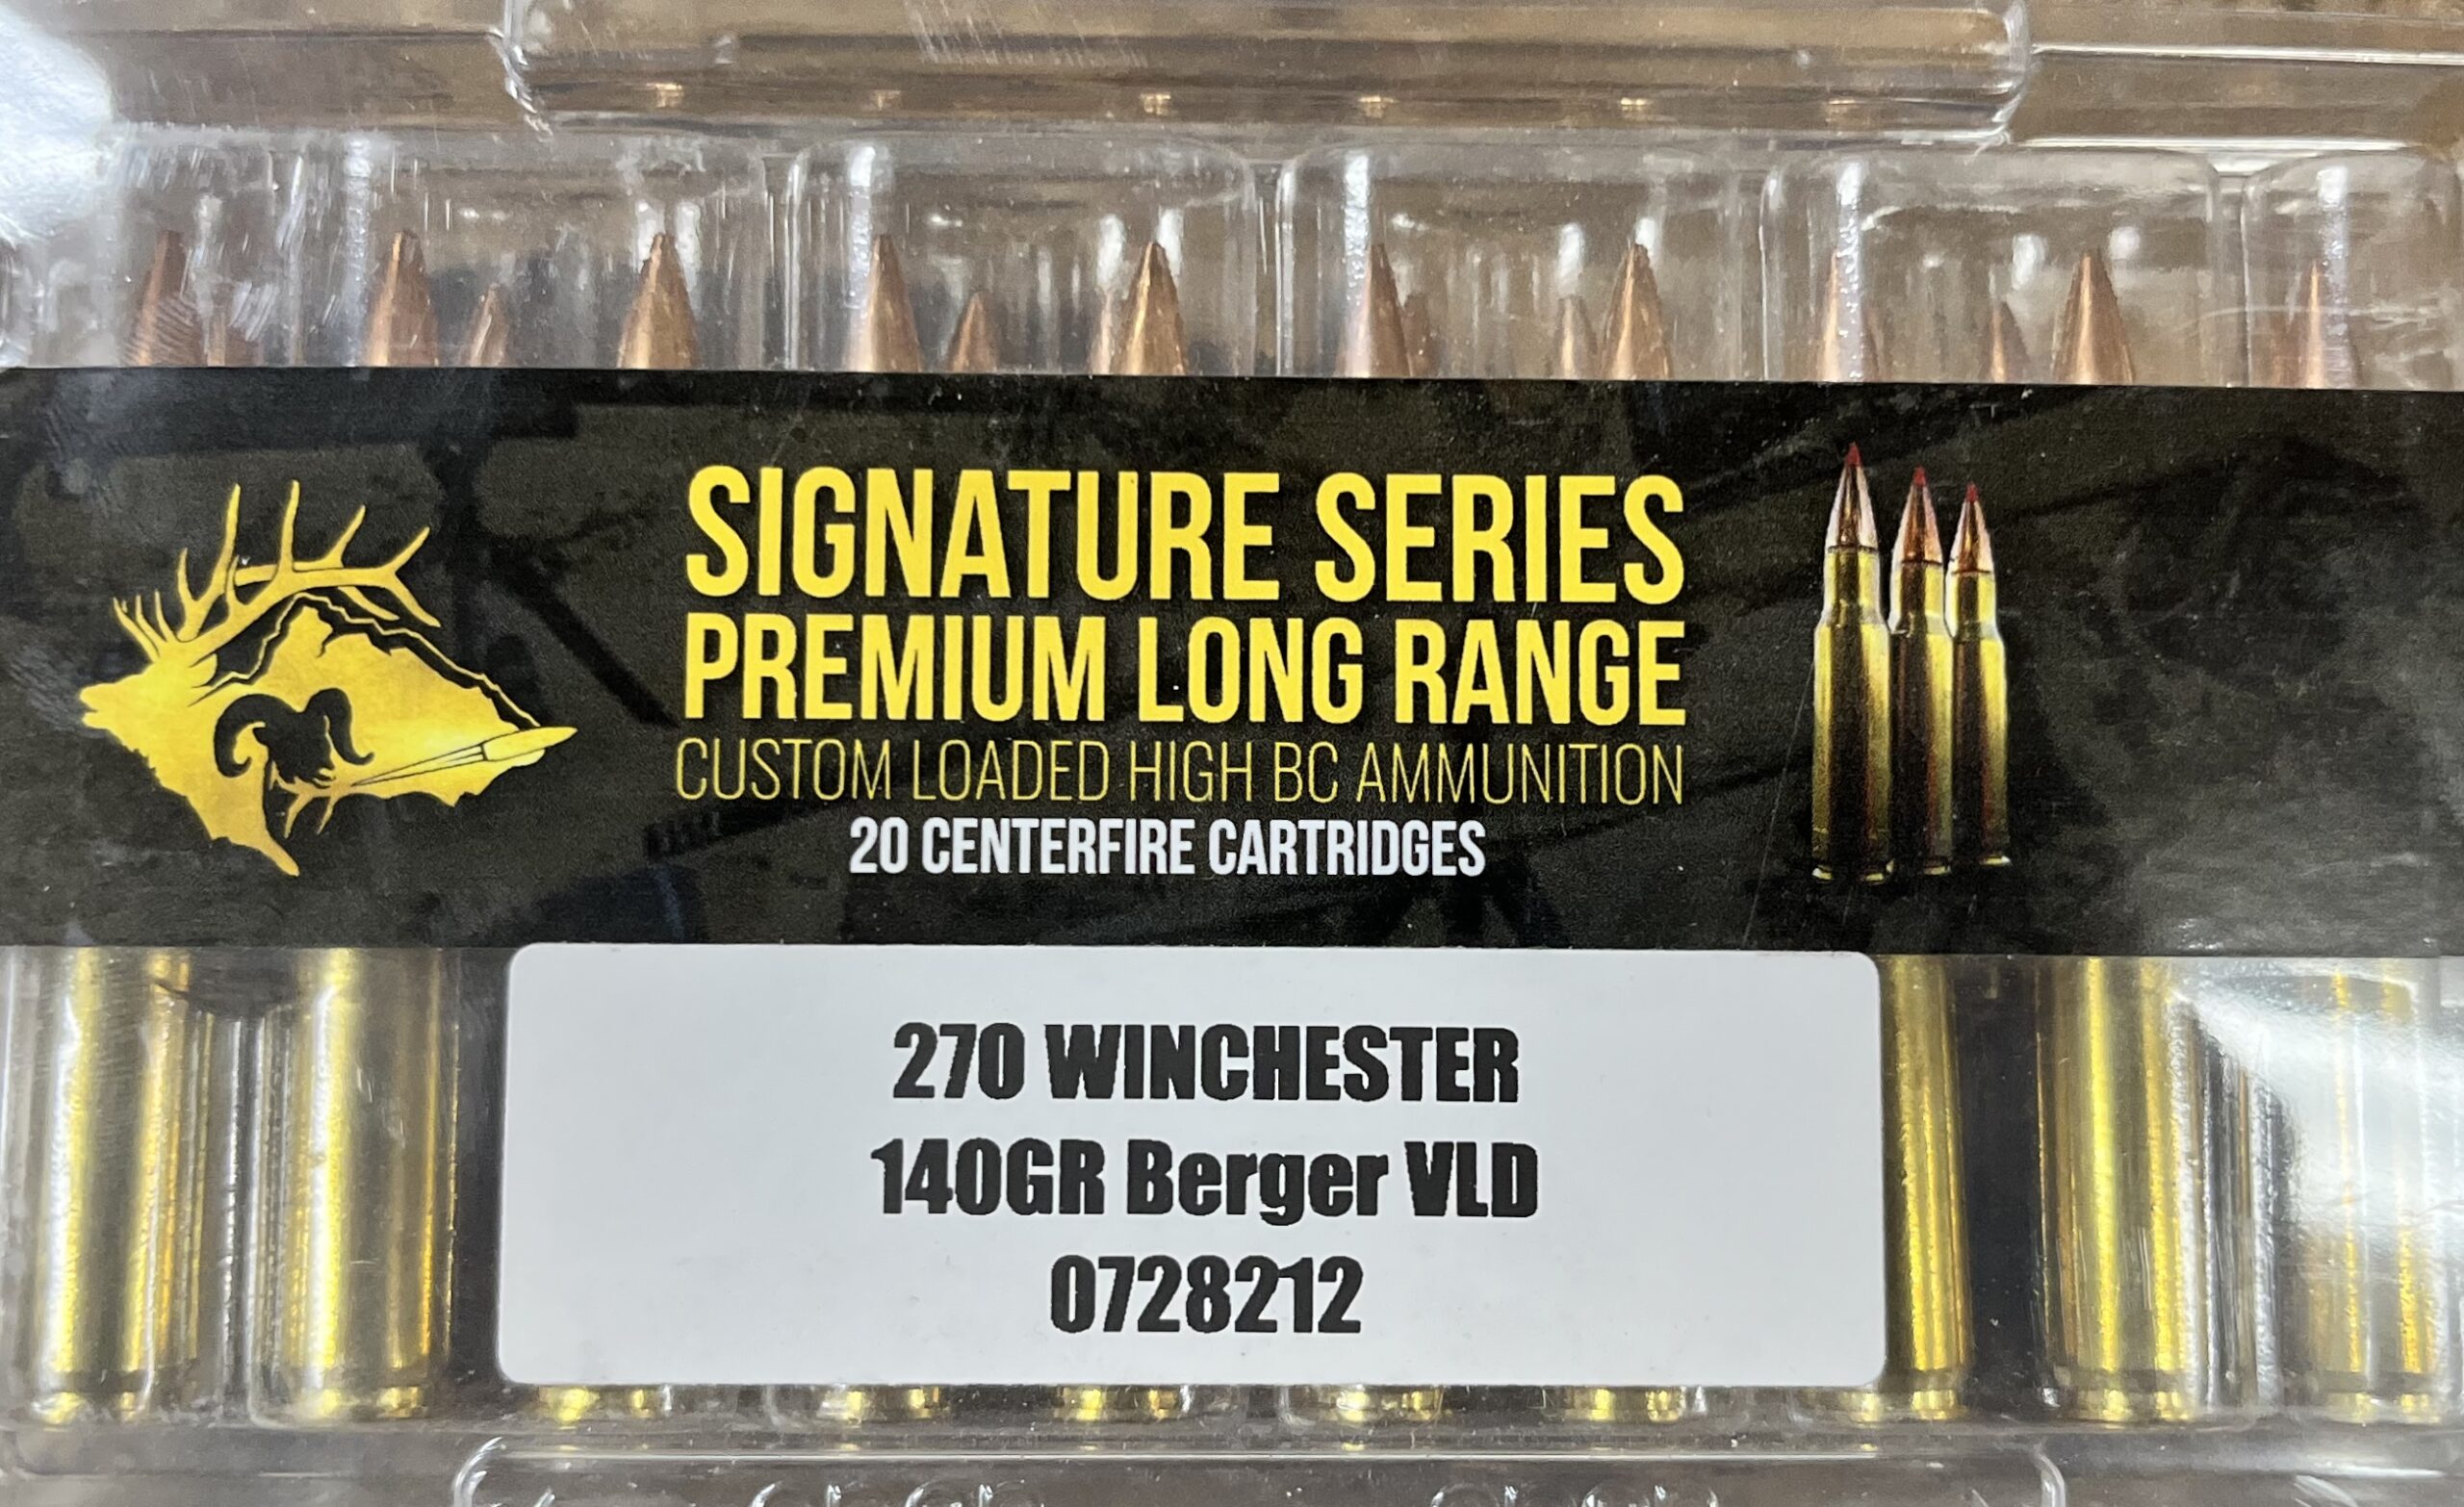 SIGNATURE SERIES
PREMIUM LONG RANGE
CUSTOM LOADED HIGH BC AMMUNITION
20 CENTERFIRE CARTRIDGES
270 WINCHESTER
140GR Berger VLD
0728212